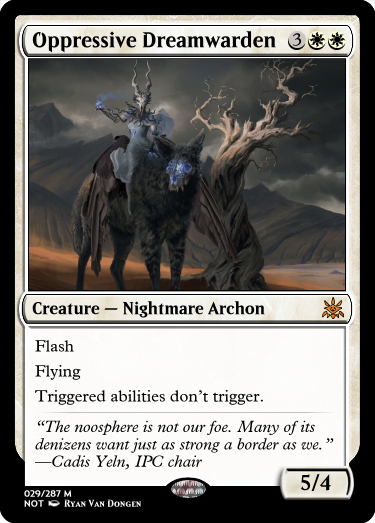 Oppressive Dreamwarden 3
Creature — Nightmare Archon
Flash
Flying
Triggered abilities don't trigger.
"The noosphere is not our foe. Many of its
denizens want just as strong a border as we."
—Cadis Yeln, IPC chair
5/4
029/287 M
NOT Ryan Van Dongen